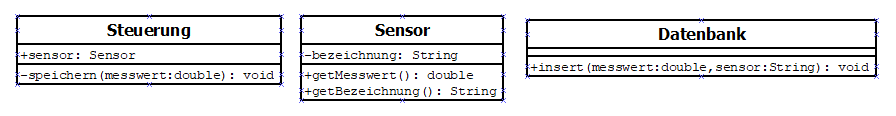 Steuerung
+sensor: Sensor
-speichern(messwert:double): void
Sensor
-bezeichnung: String
+getMesswert(): double
+getBezeichnung(): String
Datenbank
+insert(messwert:double,sensor:String): void